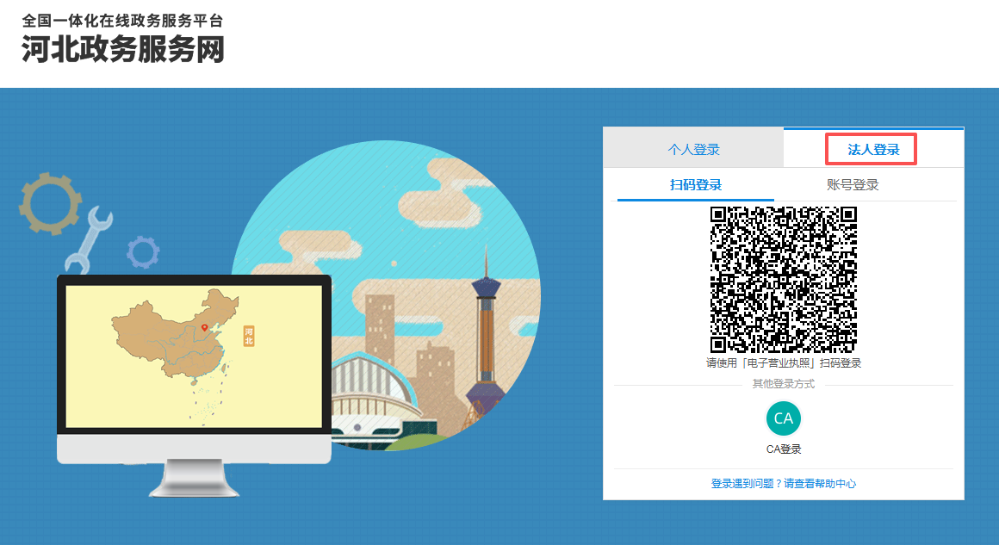 全国一体化在线政务服务平台
河北政务服务网
个人登录
法人登录
扫码登录
账号登录
河北
请使用「电子营业执照」扫码登录
其他登录方式
CA
CA登录
登录遇到问题？请查看帮助中心